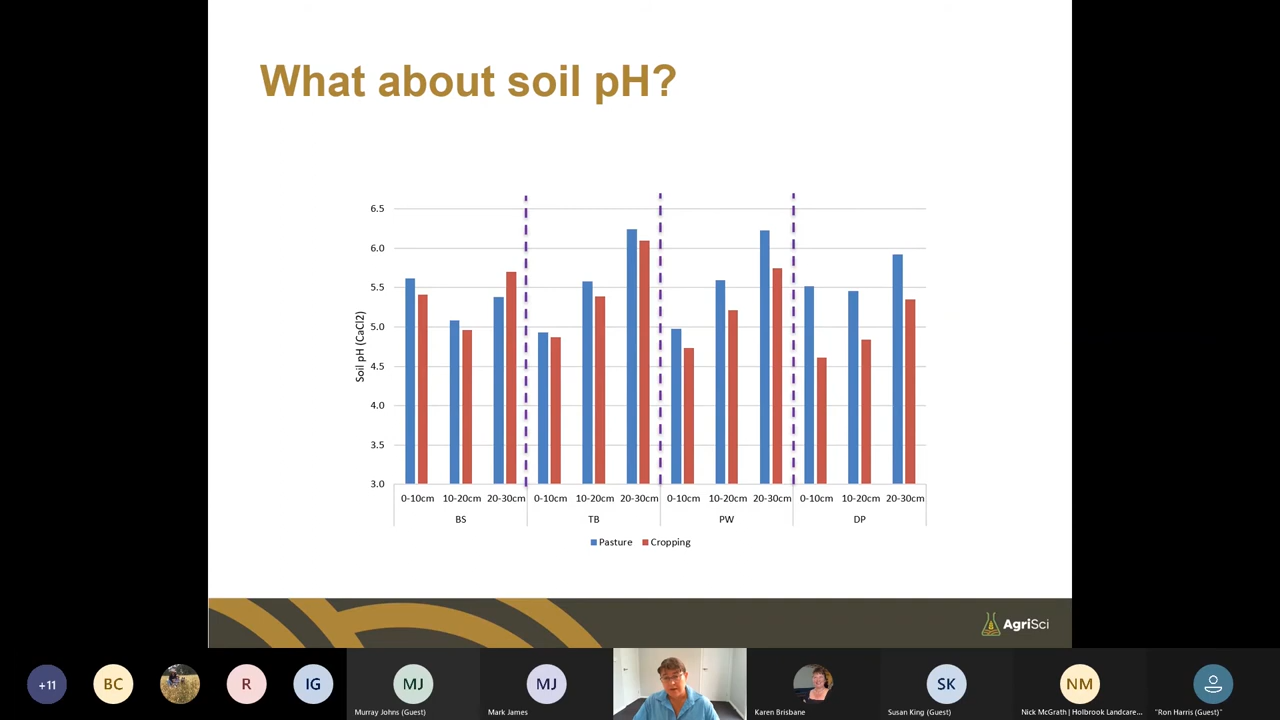 What about soil pH?
6.5
6.0
5.5
5.0
4.5
4.0
3.5
3.0
Soil pH (CaCl2)
0-10cm 10-20cm 20-30cm 0-10cm 10-20cm 20-30cm 0-10cm 10-20cm 20-30cm 0-10cm 10-20cm 20-30cm
BS TB PW DP
Pasture Cropping
AgriSci
+11 BC R IG MJ MJ SK NM
Murray Johns (Guest) Mark James Karen Brisbane Susan King (Guest) Nick McGrath | Holbrook Landcare... "Ron Harris (Guest)"